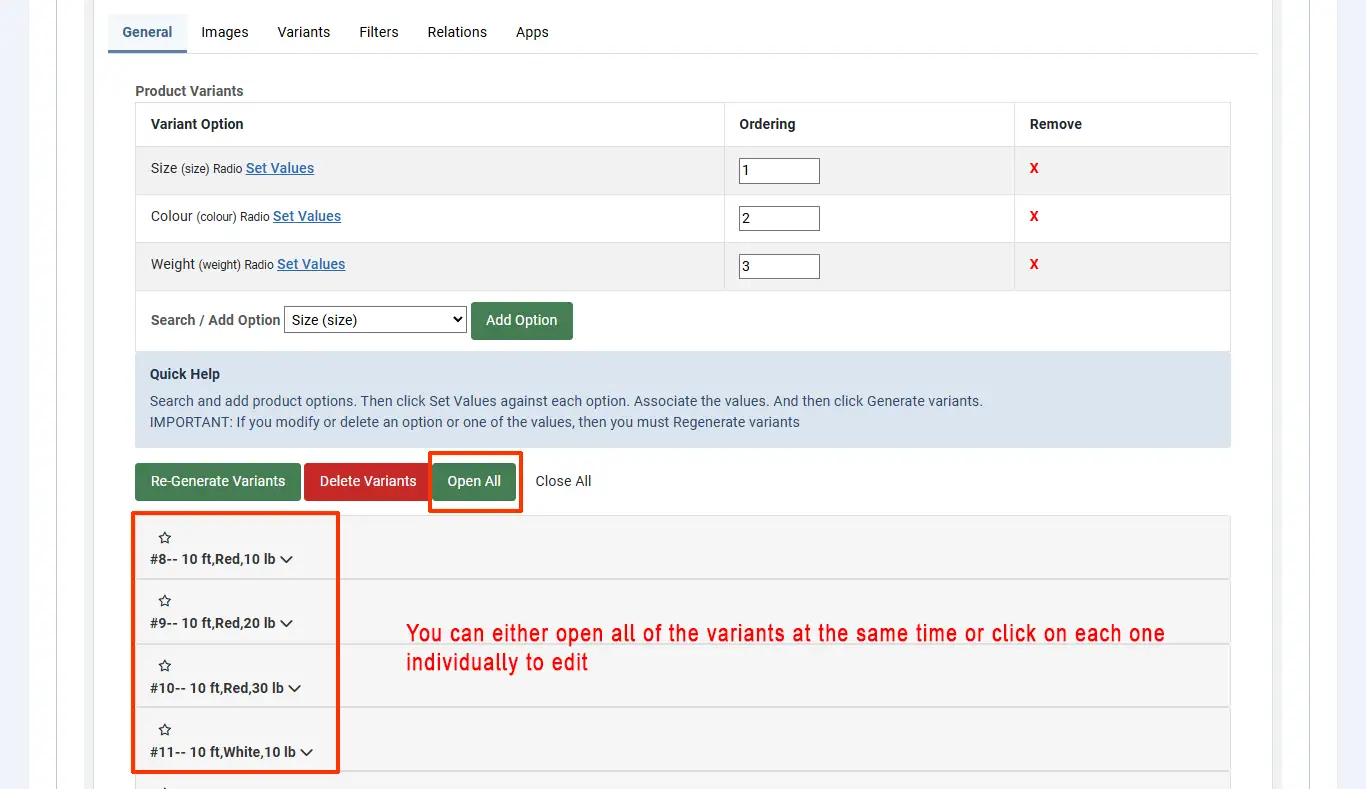 General Images Variants Filters Relations Apps
Product Variants
Variant Option Ordering Remove
Size (size) Radio Set Values 1 X
Colour (colour) Radio Set Values 2 X
Weight (weight) Radio Set Values 3 X
Search / Add Option Size (size) Add Option
Quick Help
Search and add product options. Then click Set Values against each option. Associate the values. And then click Generate variants.
IMPORTANT: If you modify or delete an option or one of the values, then you must Regenerate variants
Re-Generate Variants Delete Variants Open All Close All
#8-- 10 ft,Red,10 lb
#9-- 10 ft,Red,20 lb
You can either open all of the variants at the same time or click on each one
individually to edit
#10-- 10 ft,Red,30 lb
#11-- 10 ft,White,10 lb